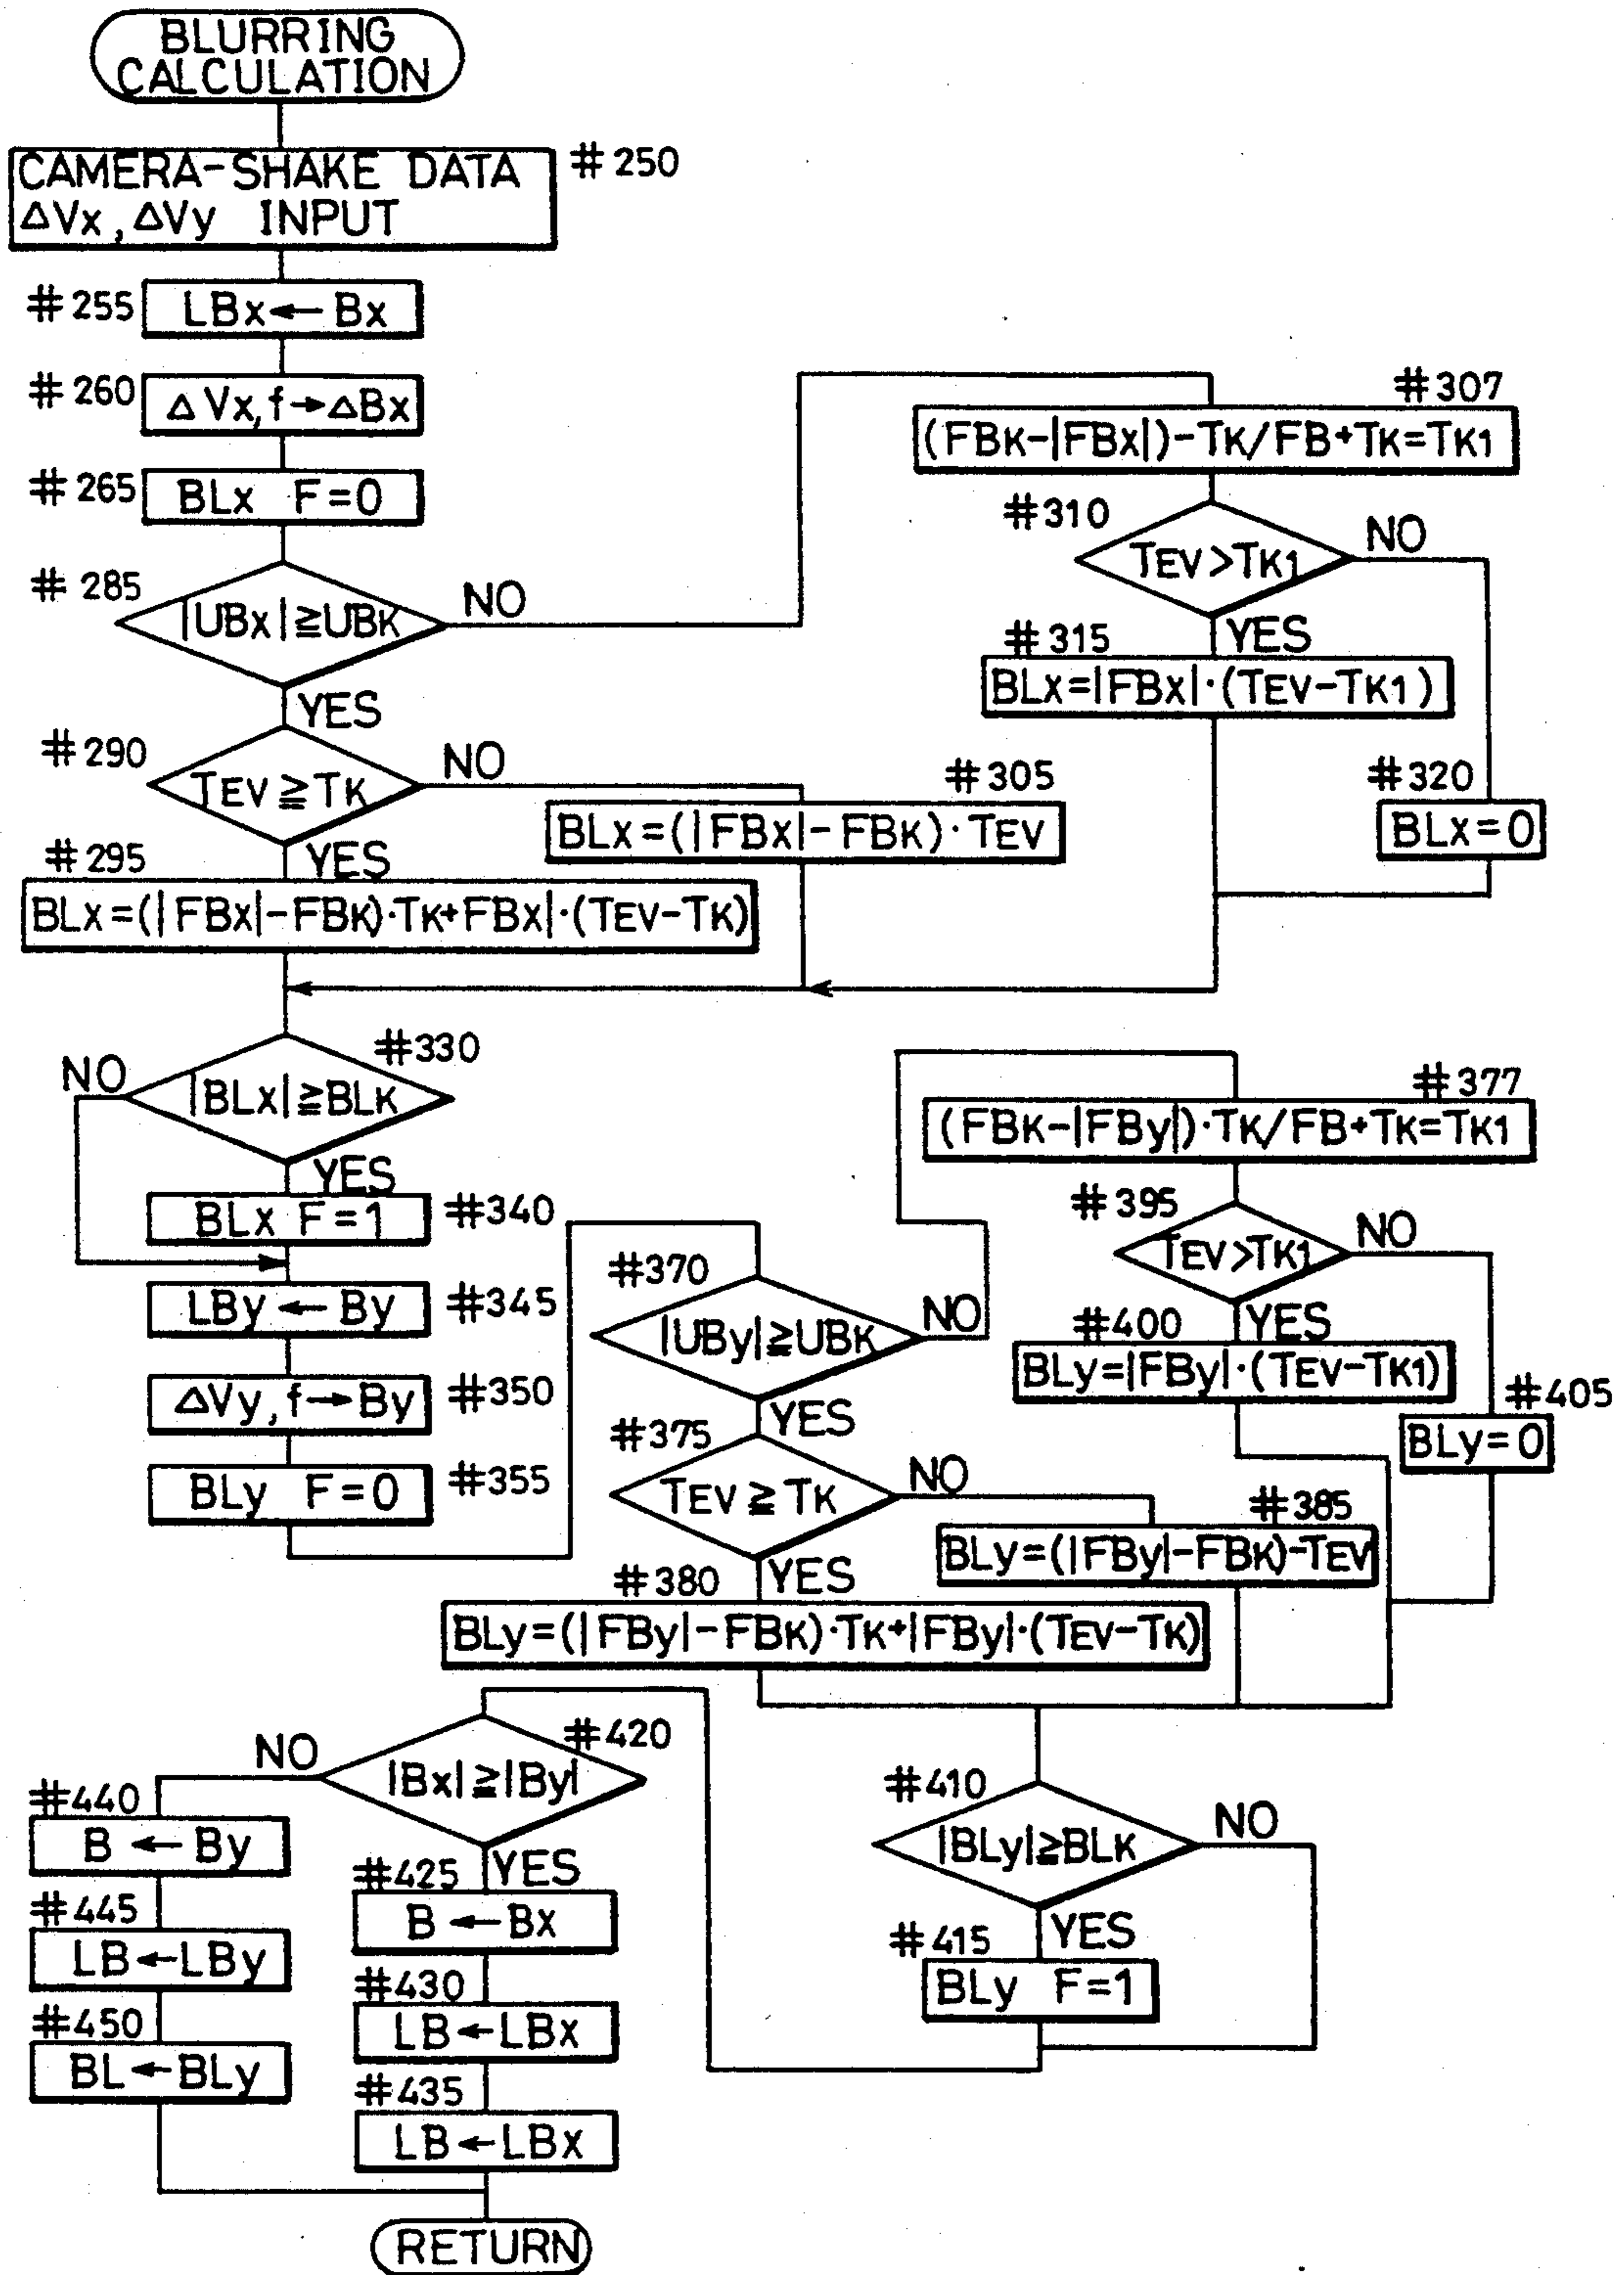 BLURRING
CALCULATION
CAMERA-SHAKE DATA
△Vx, △Vy INPUT
#250
#255
LBx←Bx
#260
△Vx,f→△Bx
#265
BLx F=0
#285
|UBx|≧UBK
NO
YES
#307
(FBK-|FBx|)-TK/FB+TK=TK1
#310
TEV>TK1
NO
YES
#315
BLx=|FBx|·(TEV-TK1)
#320
BLx=0
#290
TEV≧TK
NO
YES
#305
BLx=(|FBx|-FBK)·TEV
#295
BLx=(|FBx|-FBK)·TK+FBx|·(TEV-TK)
#330
NO
|BLx|≧BLK
YES
BLx F=1
#340
LBy←By
#345
△Vy,f→By
#350
BLy F=0
#355
#370
|UBy|≧UBK
NO
YES
#377
(FBK-|FBy|)·TK/FB+TK=TK1
#395
TEV>TK1
NO
YES
#400
BLy=|FBy|·(TEV-TK1)
#405
BLy=0
#375
TEV≧TK
NO
YES
#385
BLy=(|FBy|-FBK)-TEV
#380
BLy=(|FBy|-FBK)·TK+|FBy|·(TEV-TK)
#410
|BLy|≧BLK
NO
YES
#415
BLy F=1
#420
NO
|Bx|≧|By|
YES
#440
B←By
#445
LB←LBy
#450
BL←BLy
#425
B←Bx
#430
LB←LBx
#435
LB←LBx
RETURN